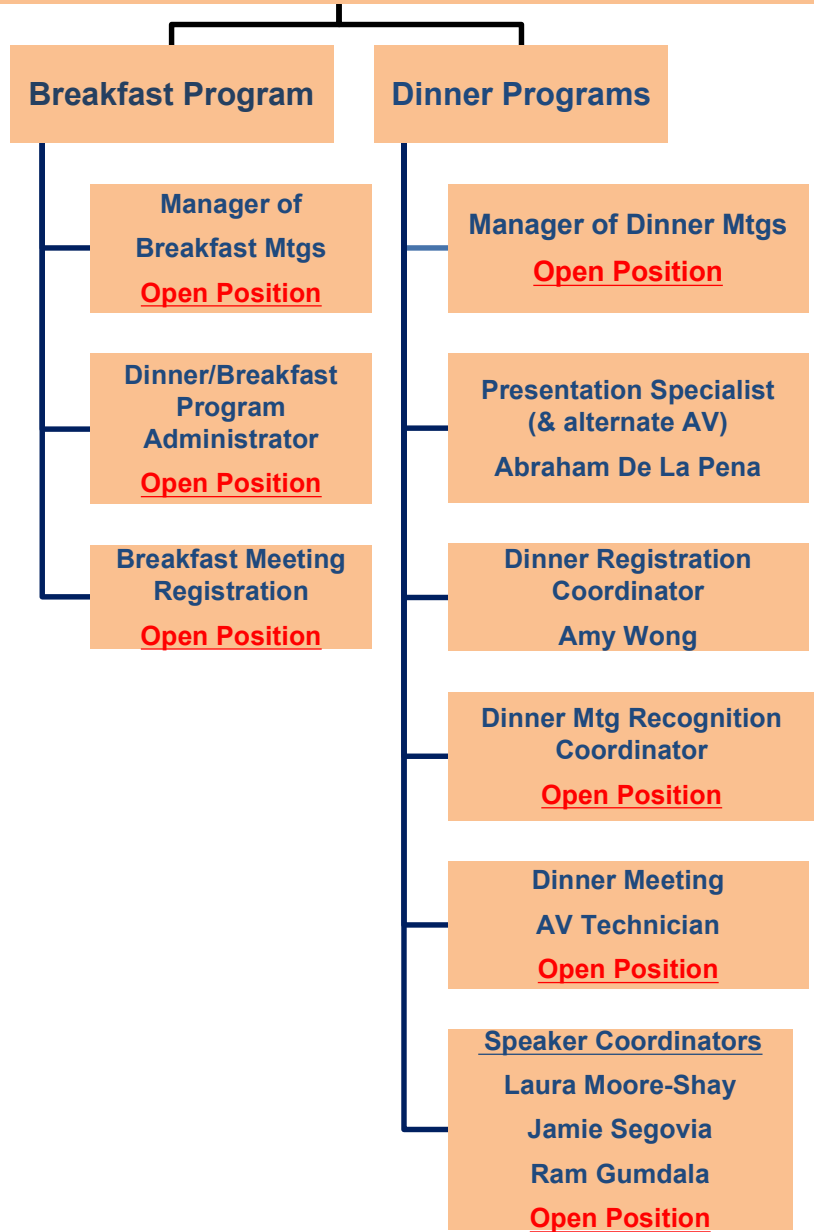 Breakfast Program
Manager of
Breakfast Mtgs
Open Position
Dinner/Breakfast
Program
Administrator
Open Position
Breakfast Meeting
Registration
Open Position
Dinner Programs
Manager of Dinner Mtgs
Open Position
Presentation Specialist
(& alternate AV)
Abraham De La Pena
Dinner Registration
Coordinator
Amy Wong
Dinner Mtg Recognition
Coordinator
Open Position
Dinner Meeting
AV Technician
Open Position
Speaker Coordinators
Laura Moore-Shay
Jamie Segovia
Ram Gumdala
Open Position